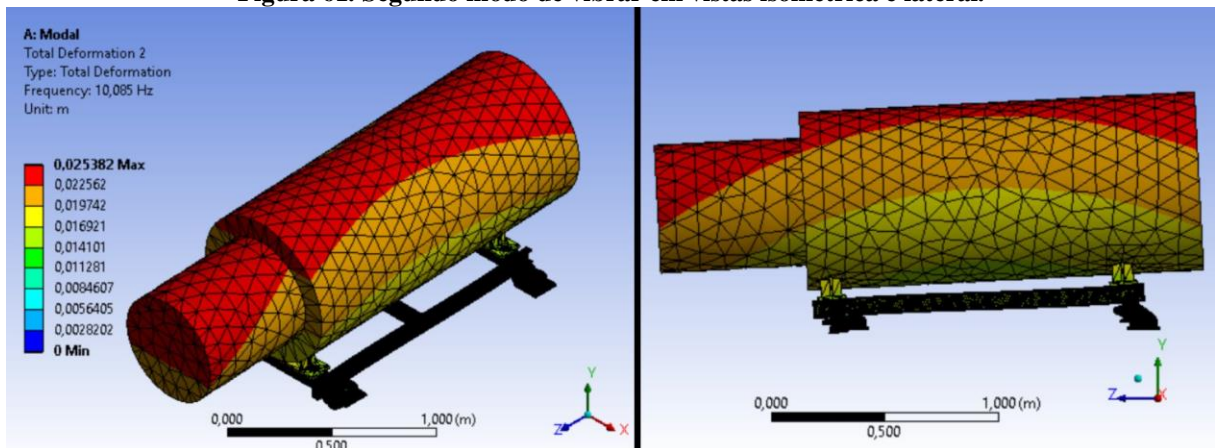 Figura 02: Segundo modo de vibrar em vistas isométrica e lateral.
A: Modal
Total Deformation 2
Type: Total Deformation
Frequency: 10,085 Hz
Unit: m
0,025382 Max
0,022562
0,019742
0,016921
0,014101
0,011281
0,0084607
0,0056405
0,0028202
0 Min
0,000
1,000 (m)
0,500
Y
Z
X
0,000
1,000 (m)
0,500
Y
Z
X